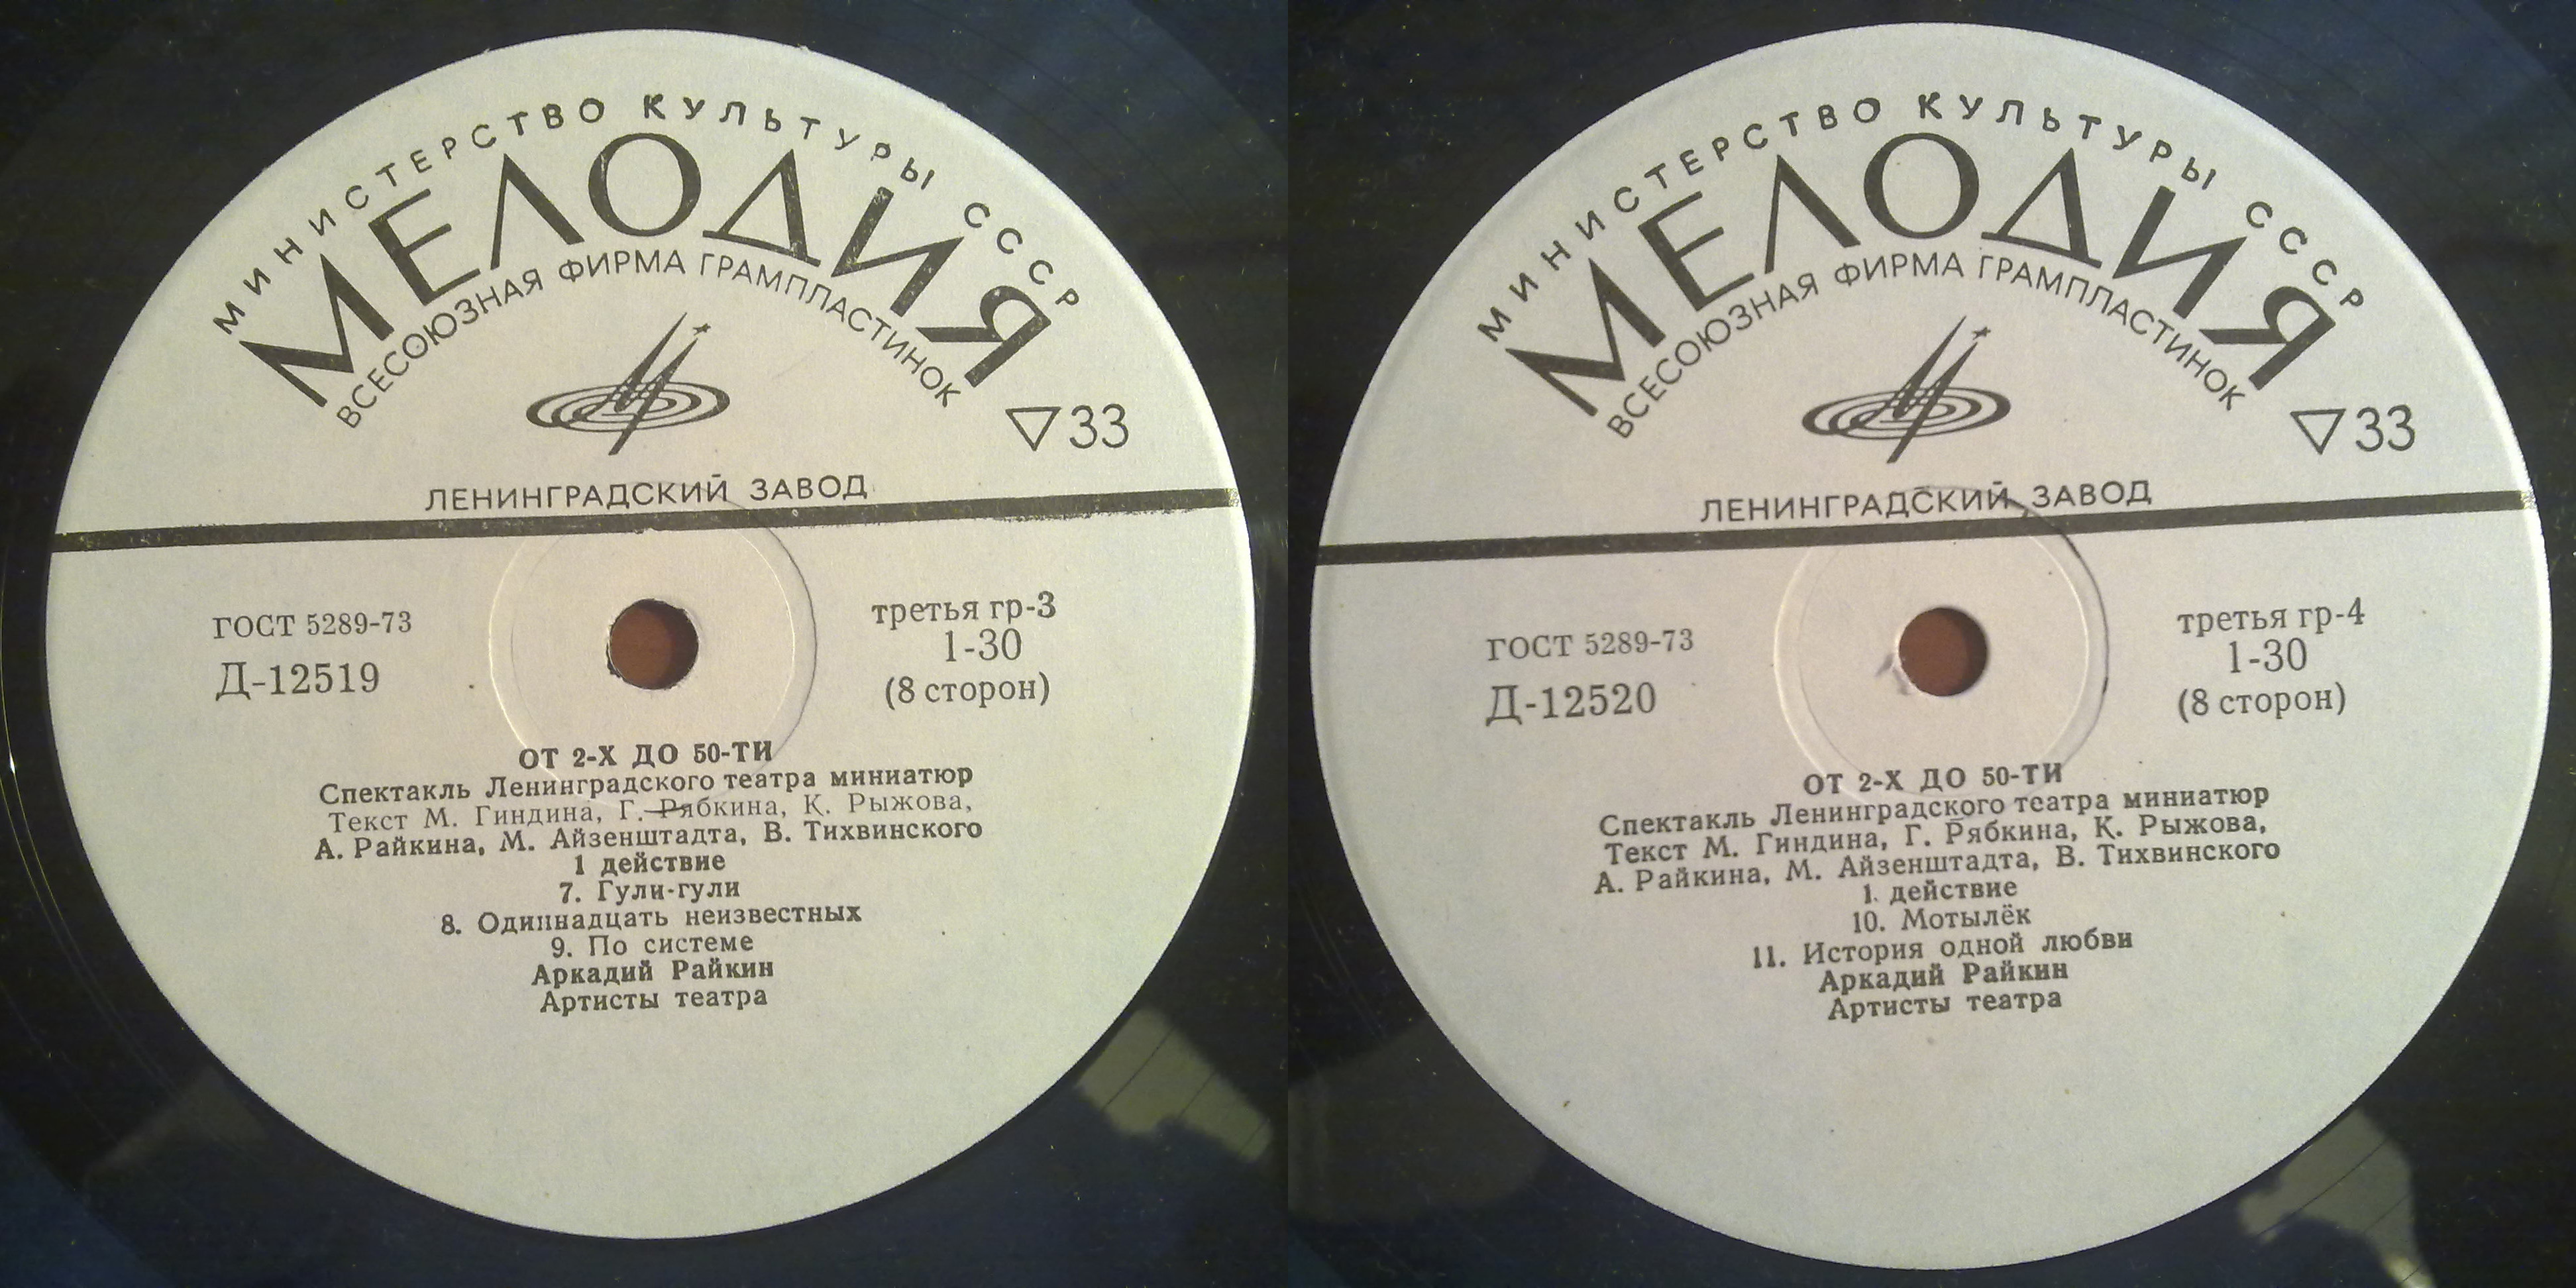 МИНИСТЕРСТВО КУЛЬТУРЫ СССР
МЕЛОДИЯ
ВСЕСОЮЗНАЯ ФИРМА ГРАМПЛАСТИНОК
▽33
ЛЕНИНГРАДСКИЙ ЗАВОД
ГОСТ 5289-73
Д-12519
третья гр-3
1-30
(8 сторон)
ОТ 2-Х ДО 50-ТИ
Спектакль Ленинградского театра миниатюр
Текст М. Гиндина, Г. Рябкина, К. Рыжова,
А. Райкина, М. Айзенштадта, В. Тихвинского
1 действие
7. Гули-гули
8. Одиннадцать неизвестных
9. По системе
Аркадий Райкин
Артисты театра
МИНИСТЕРСТВО КУЛЬТУРЫ СССР
МЕЛОДИЯ
ВСЕСОЮЗНАЯ ФИРМА ГРАМПЛАСТИНОК
▽33
ЛЕНИНГРАДСКИЙ ЗАВОД
ГОСТ 5289-73
Д-12520
третья гр-4
1-30
(8 сторон)
ОТ 2-Х ДО 50-ТИ
Спектакль Ленинградского театра миниатюр
Текст М. Гиндина, Г. Рябкина, К. Рыжова,
А. Райкина, М. Айзенштадта, В. Тихвинского
1. действие
10. Мотылёк
11. История одной любви
Аркадий Райкин
Артисты театра